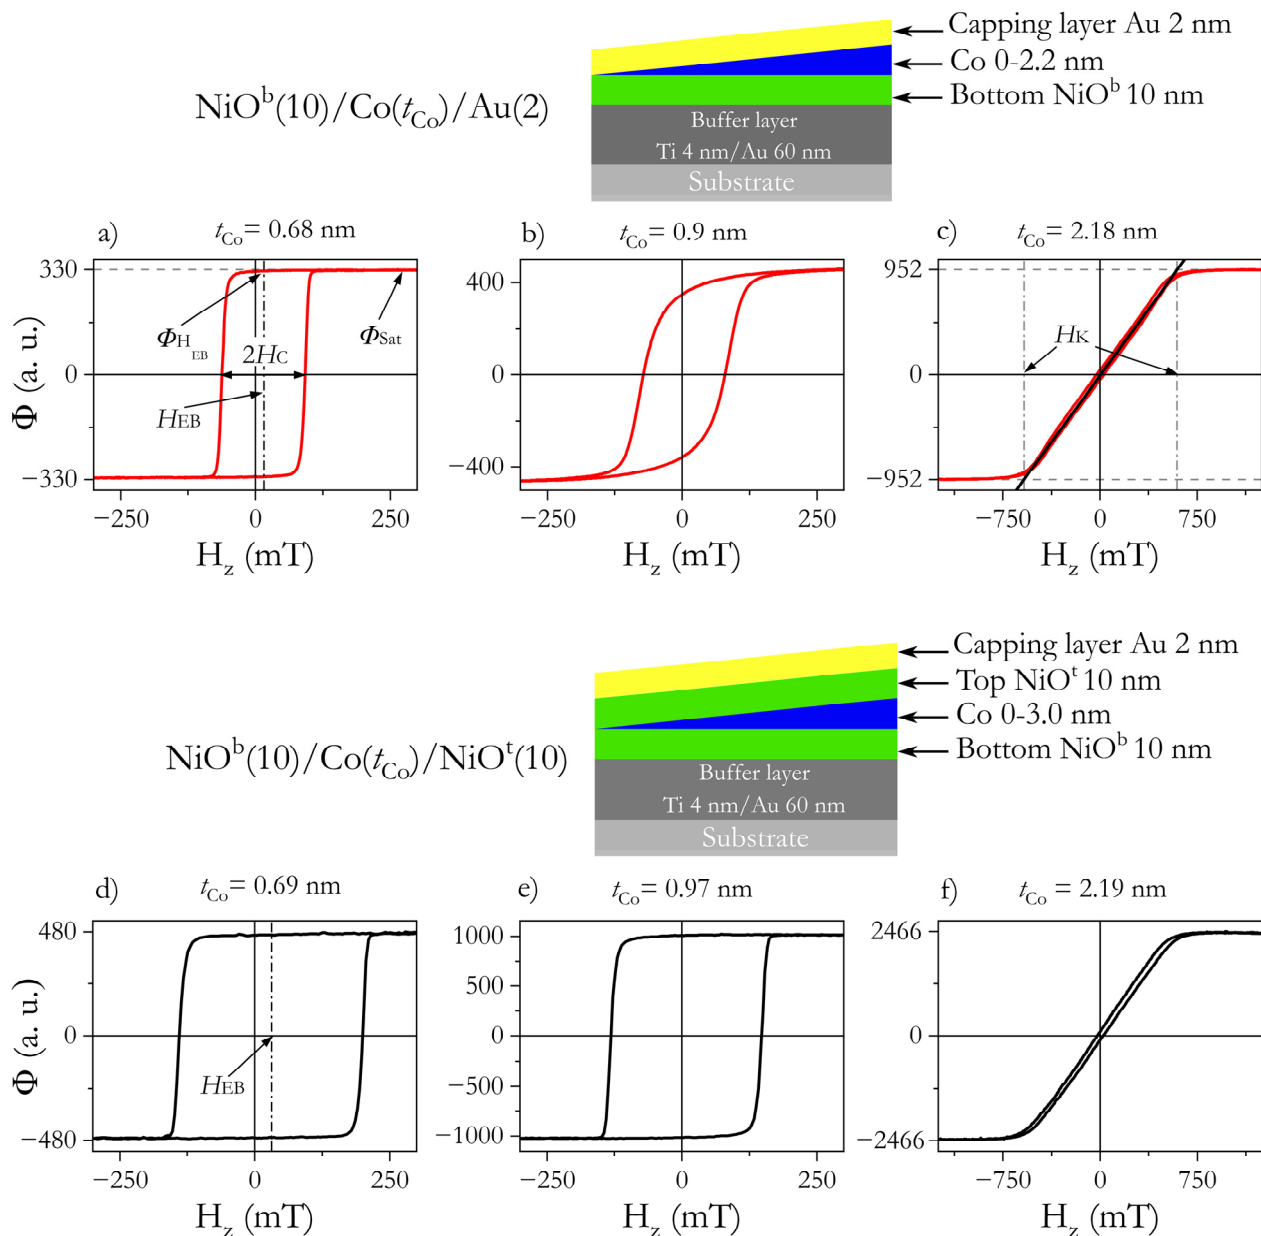 Capping layer Au 2 nm
Co 0-2.2 nm
Bottom NiOᵇ 10 nm
NiOᵇ(10)/Co(t_Co)/Au(2)
Buffer layer
Ti 4 nm/Au 60 nm
Substrate
a) t_Co = 0.68 nm
b) t_Co = 0.9 nm
c) t_Co = 2.18 nm
330
0
−330
Φ (a. u.)
Φ_H_EB
Φ_Sat
2H_C
H_EB
−250 0 250
H_z (mT)
400
0
−400
−250 0 250
H_z (mT)
952
0
−952
H_K
−750 0 750
H_z (mT)
Capping layer Au 2 nm
Top NiOᵗ 10 nm
Co 0-3.0 nm
Bottom NiOᵇ 10 nm
NiOᵇ(10)/Co(t_Co)/NiOᵗ(10)
Buffer layer
Ti 4 nm/Au 60 nm
Substrate
d) t_Co = 0.69 nm
e) t_Co = 0.97 nm
f) t_Co = 2.19 nm
480
0
−480
Φ (a. u.)
H_EB
−250 0 250
H_z (mT)
1000
500
0
−500
−1000
−250 0 250
H_z (mT)
2466
0
−2466
−750 0 750
H_z (mT)